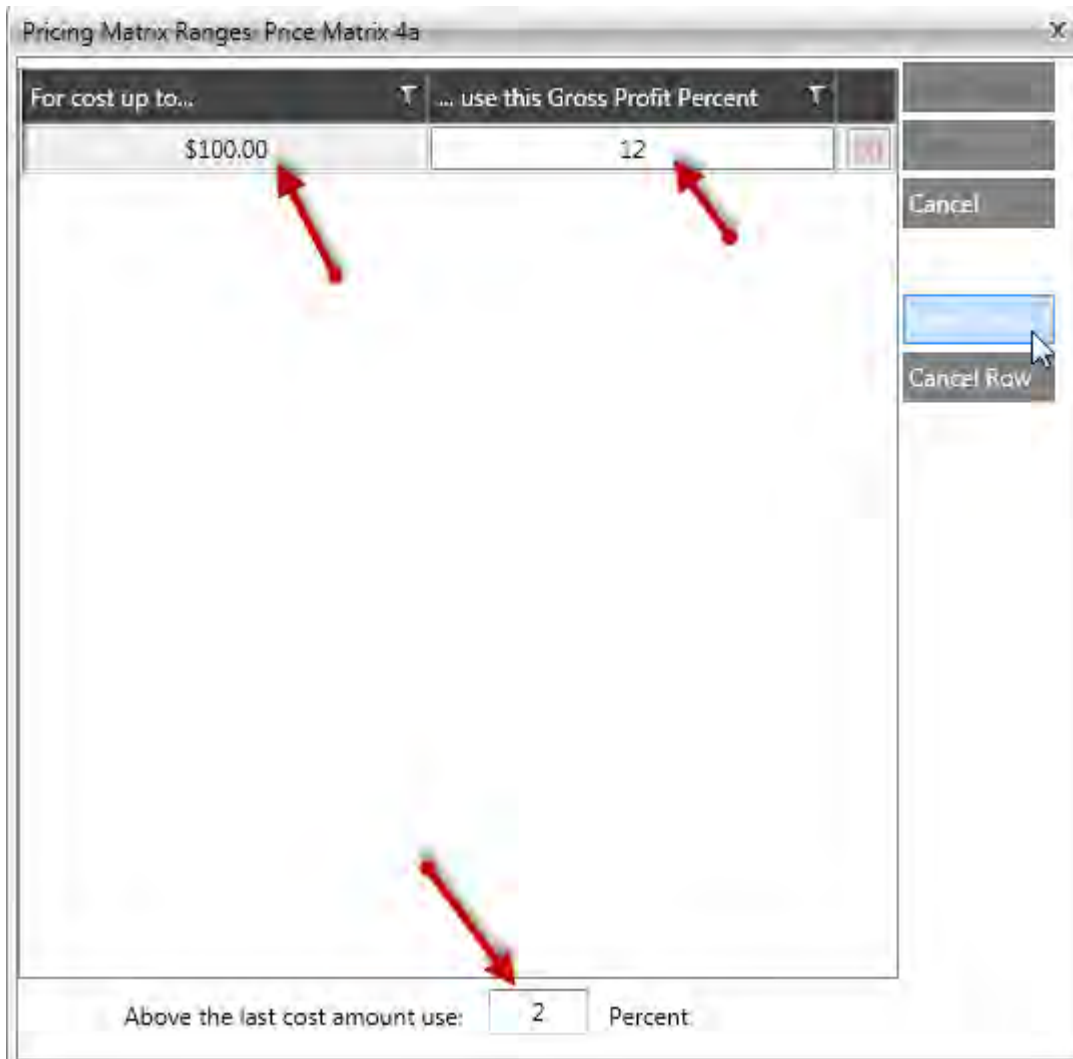 Pricing Matrix Ranges: Price Matrix 4a
For cost up to... ... use this Gross Profit Percent
$100.00 12
Cancel
Cancel Row
Above the last cost amount use: 2 Percent